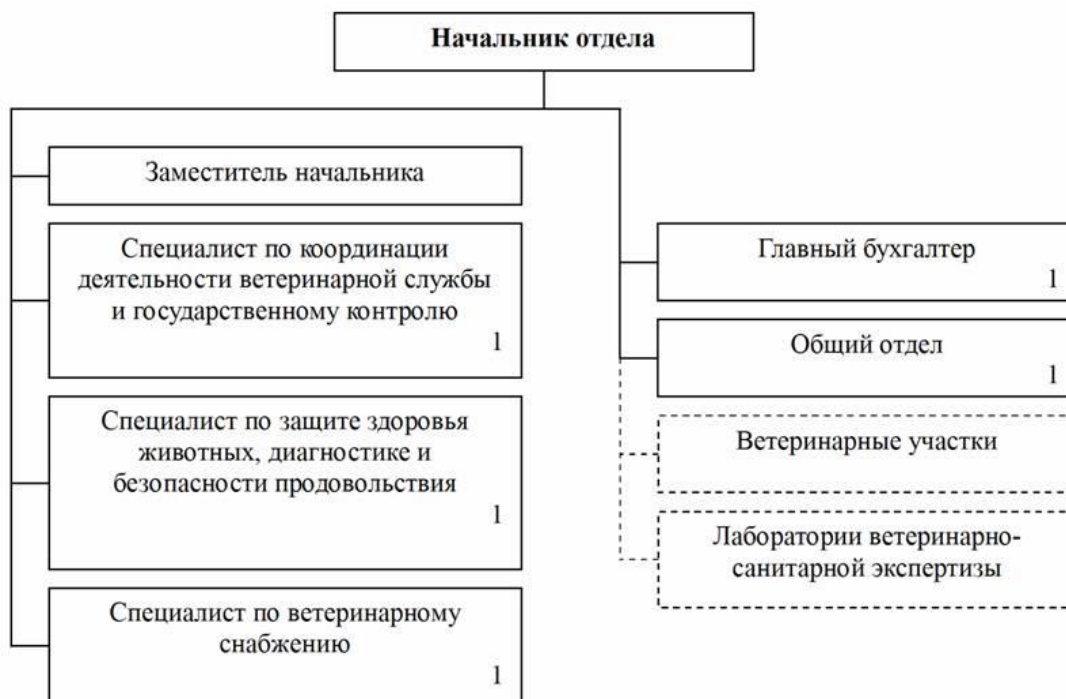 Начальник отдела
Заместитель начальника
Специалист по координации
деятельности ветеринарной службы
и государственному контролю
1
Специалист по защите здоровья
животных, диагностике и
безопасности продовольствия
1
Специалист по ветеринарному
снабжению
1
Главный бухгалтер
1
Общий отдел
1
Ветеринарные участки
Лаборатории ветеринарно-
санитарной экспертизы